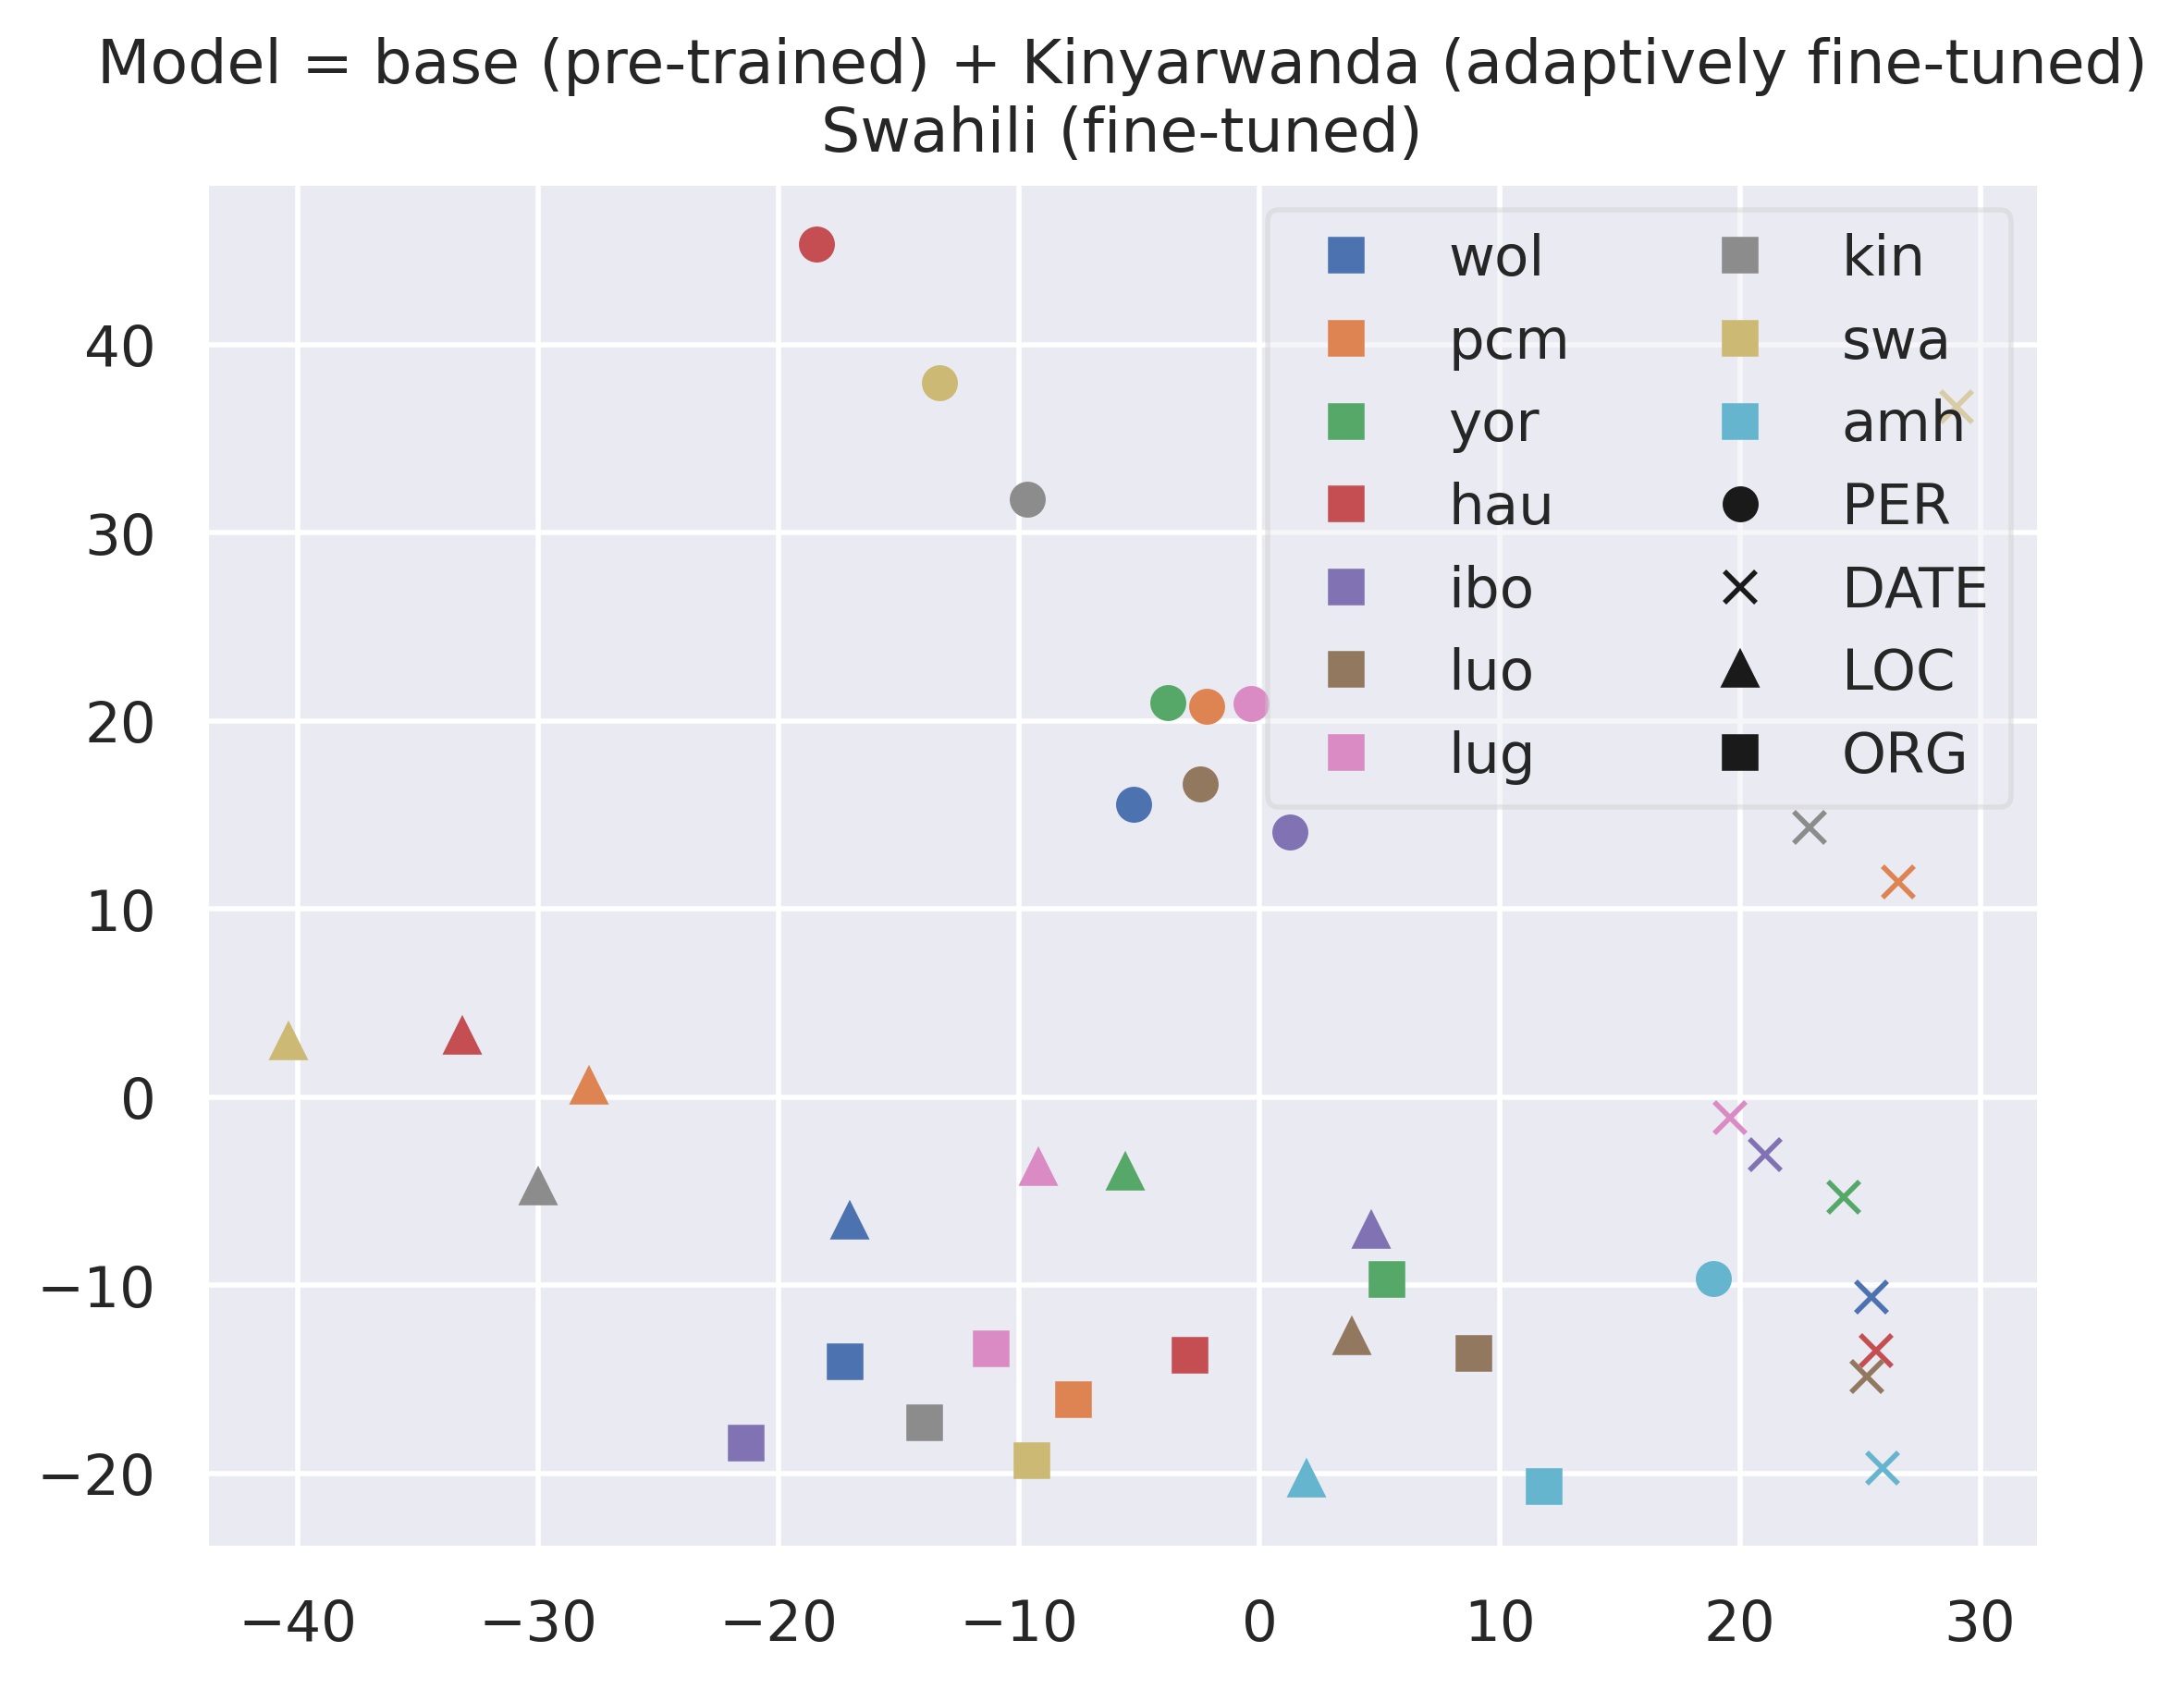 Model = base (pre-trained) + Kinyarwanda (adaptively fine-tuned)
Swahili (fine-tuned)
wol
pcm
yor
hau
ibo
luo
lug
kin
swa
amh
PER
DATE
LOC
ORG
40
30
20
10
0
−10
−20
−40 −30 −20 −10 0 10 20 30